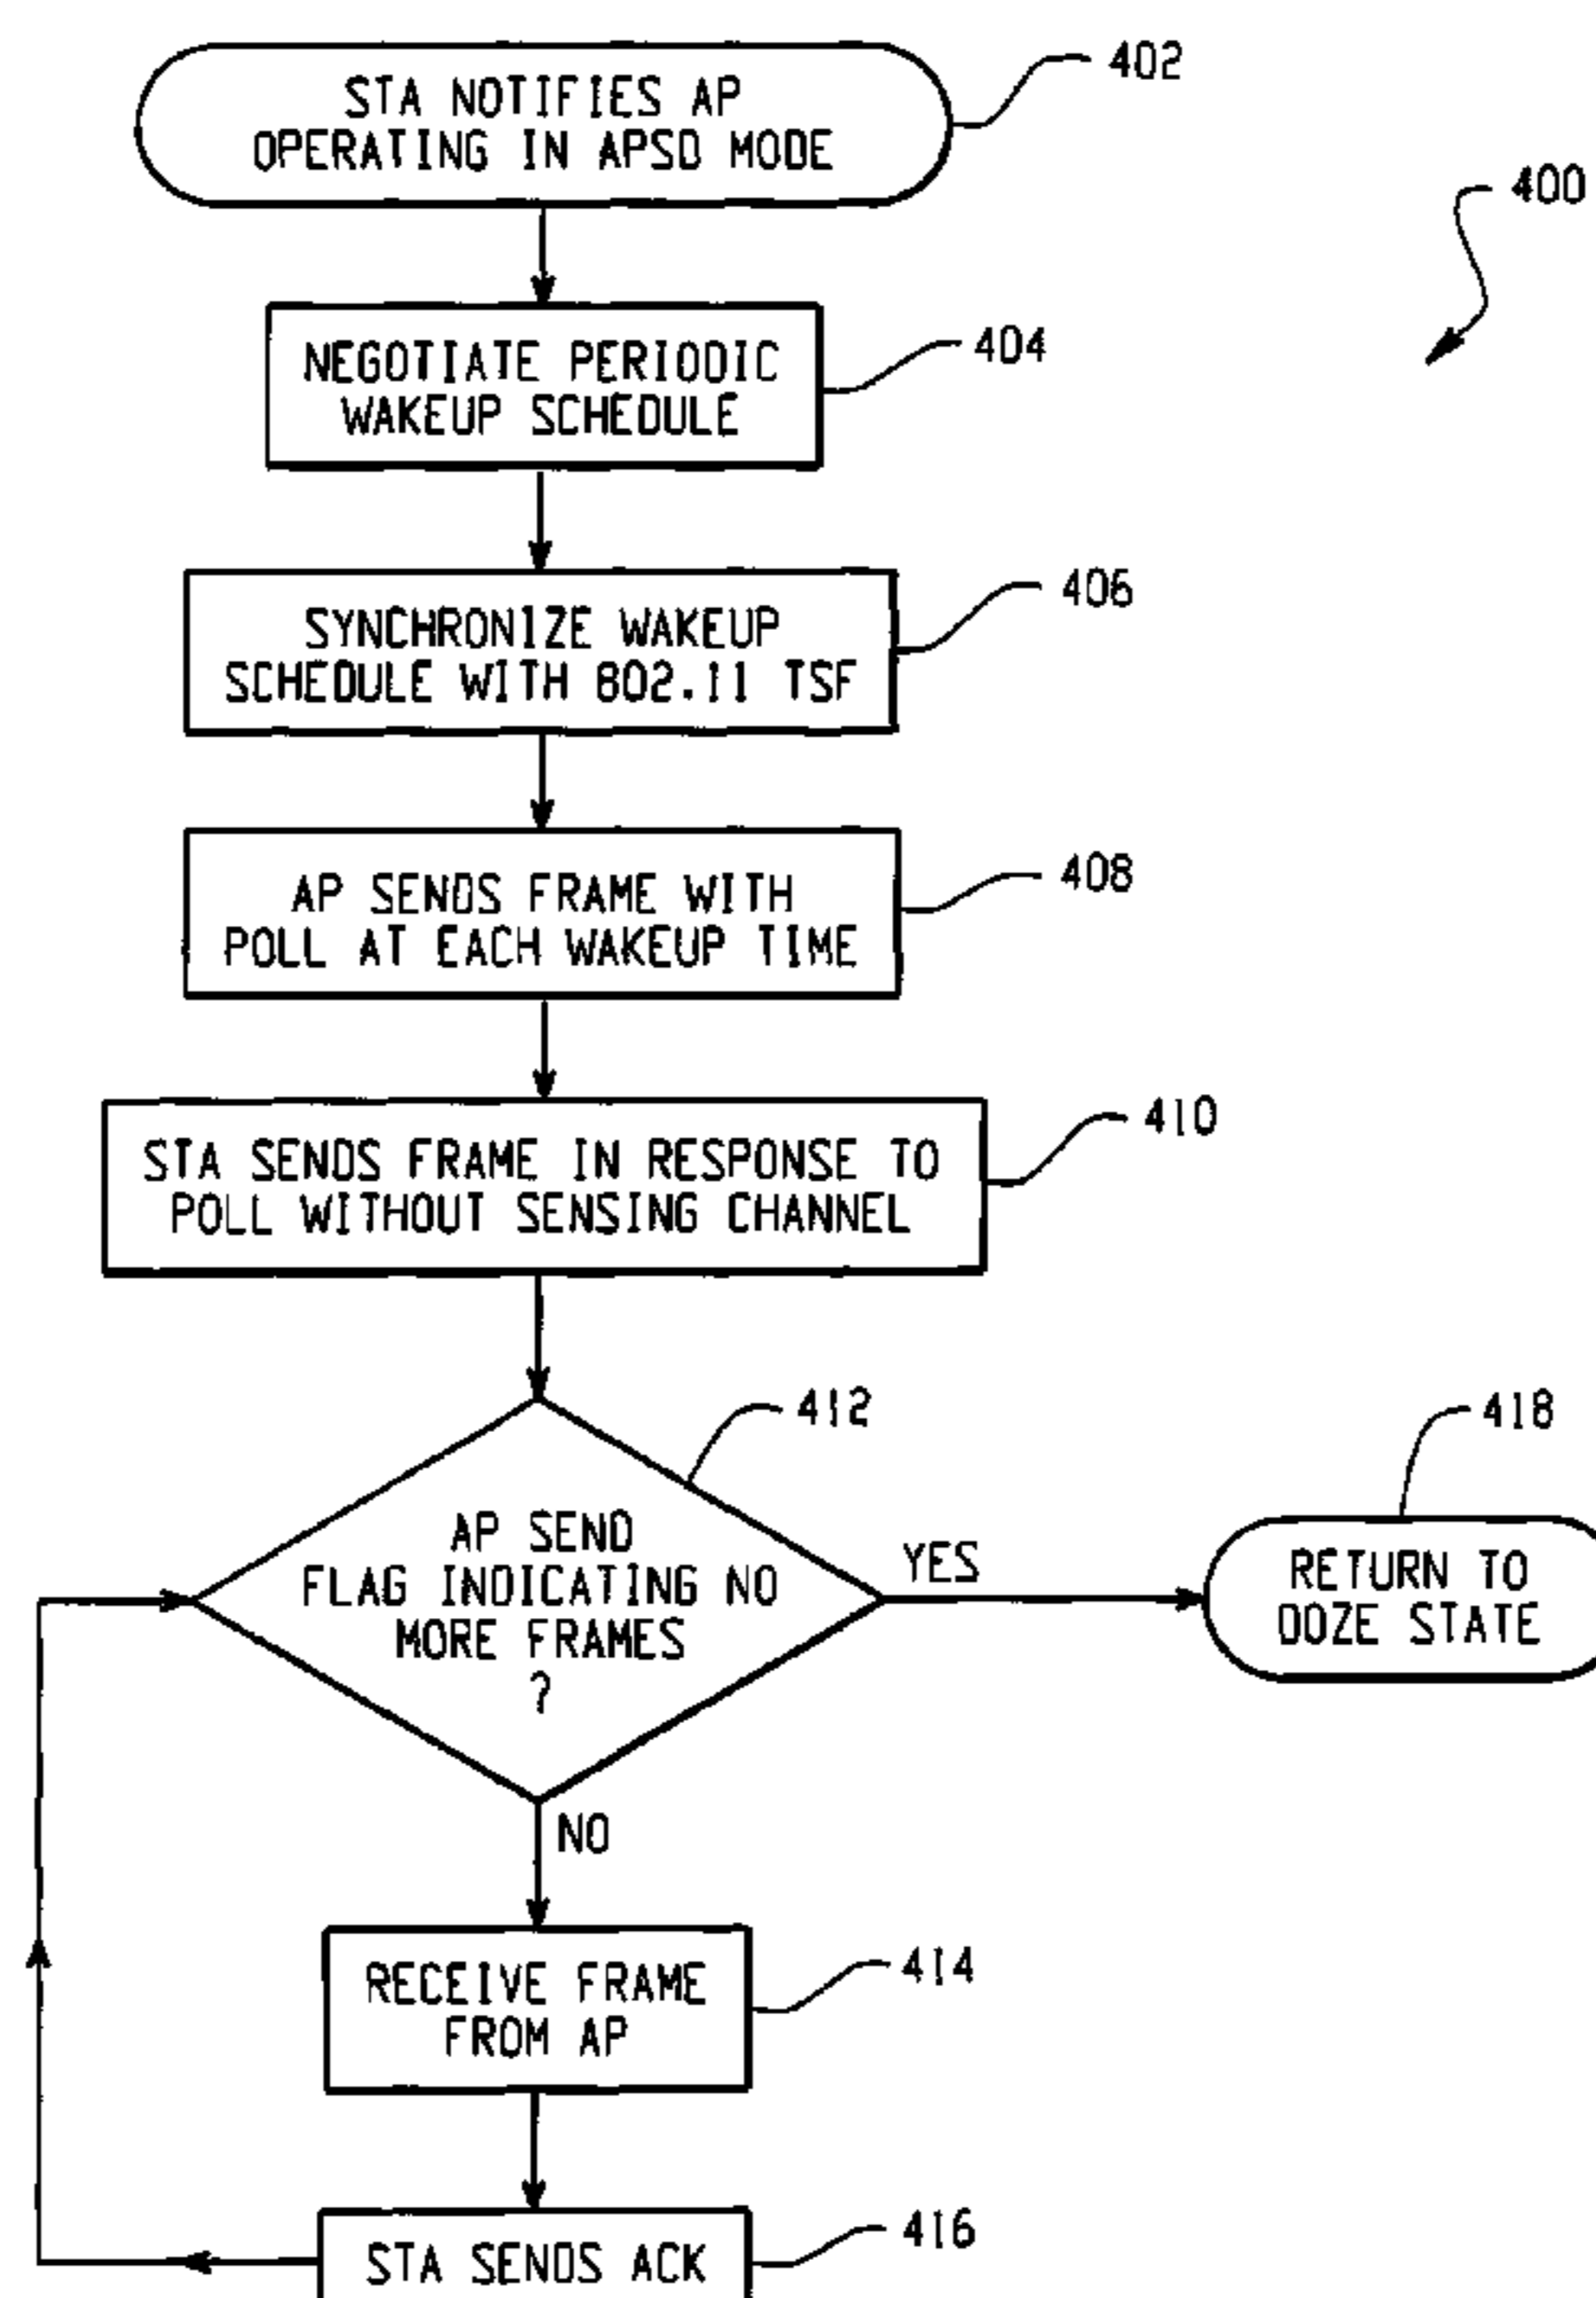 STA NOTIFIES AP
OPERATING IN APSD MODE
402
400
NEGOTIATE PERIODIC
WAKEUP SCHEDULE
404
SYNCHRONIZE WAKEUP
SCHEDULE WITH 802.11 TSF
406
AP SENDS FRAME WITH
POLL AT EACH WAKEUP TIME
408
STA SENDS FRAME IN RESPONSE TO
POLL WITHOUT SENSING CHANNEL
410
412
AP SEND
FLAG INDICATING NO
MORE FRAMES
?
YES
418
RETURN TO
DOZE STATE
NO
RECEIVE FRAME
FROM AP
414
STA SENDS ACK
416